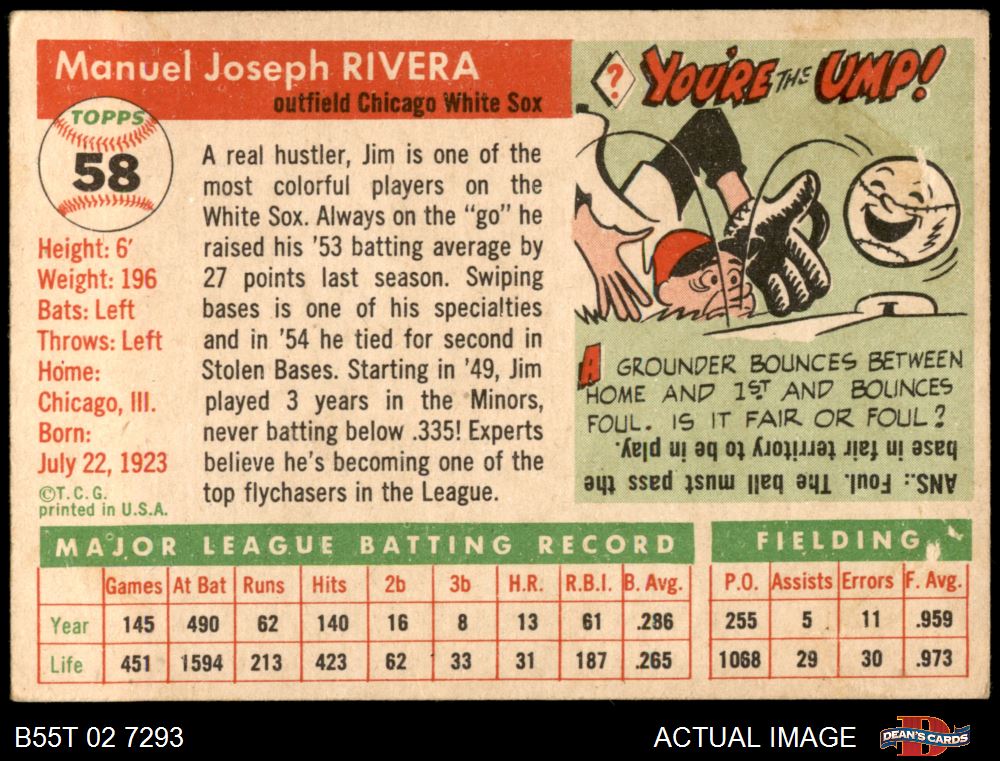 Manuel Joseph RIVERA
outfield Chicago White Sox
TOPPS
58
Height: 6'
Weight: 196
Bats: Left
Throws: Left
Home:
Chicago, Ill.
Born:
July 22, 1923
©T.C.G.
printed in U.S.A.
A real hustler, Jim is one of the
most colorful players on the
White Sox. Always on the "go" he
raised his '53 batting average by
27 points last season. Swiping
bases is one of his specialties
and in '54 he tied for second in
Stolen Bases. Starting in '49, Jim
played 3 years in the Minors,
never batting below .335! Experts
believe he's becoming one of the
top flychasers in the League.
? YOU'RE THE UMP!
A GROUNDER BOUNCES BETWEEN
HOME AND 1ST AND BOUNCES
FOUL. IS IT FAIR OR FOUL?
ANS.: Foul. The ball must pass the
base in fair territory to be in play.
MAJOR LEAGUE BATTING RECORD FIELDING
Games At Bat Runs Hits 2b 3b H.R. R.B.I. B. Avg. P.O. Assists Errors F. Avg.
Year 145 490 62 140 16 8 13 61 .286 255 5 11 .959
Life 451 1594 213 423 62 33 31 187 .265 1068 29 30 .973
B55T 02 7293 ACTUAL IMAGE DEAN'S CARDS